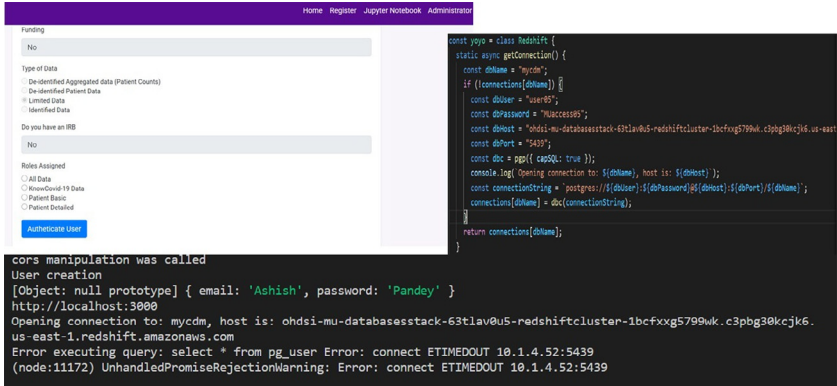 Home Register Jupyter Notebook Administrator
Funding
No
Type of Data
De-identified Aggregated data (Patient Counts)
De-identified Patient Data
Limited Data
Identified Data
Do you have an IRB
No
Roles Assigned
All Data
KnowCovid-19 Data
Patient Basic
Patient Detailed
Autheticate User
const yoyo = class Redshift {
static async getConnection() {
const dbName = "mycdm";
if (!connections[dbName]) {
const dbUser = "user05";
const dbPassword = "MUaccess05";
const dbHost = "ohdsi-mu-databasesstack-63tlav0u5-redshiftcluster-1bcfxxg5799wk.c3pbg30kcjk6.us-east
const dbPort = "5439";
const dbc = pgp({ capSQL: true });
console.log(`Opening connection to: ${dbName}, host is: ${dbHost}`);
const connectionString = `postgres://${dbUser}:${dbPassword}@${dbHost}:${dbPort}/${dbName}`;
connections[dbName] = dbc(connectionString);
}
return connections[dbName];
}
cors manipulation was called
User creation
[Object: null prototype] { email: 'Ashish', password: 'Pandey' }
http://localhost:3000
Opening connection to: mycdm, host is: ohdsi-mu-databasesstack-63tlav0u5-redshiftcluster-1bcfxxg5799wk.c3pbg30kcjk6.
us-east-1.redshift.amazonaws.com
Error executing query: select * from pg_user Error: connect ETIMEDOUT 10.1.4.52:5439
(node:11172) UnhandledPromiseRejectionWarning: Error: connect ETIMEDOUT 10.1.4.52:5439